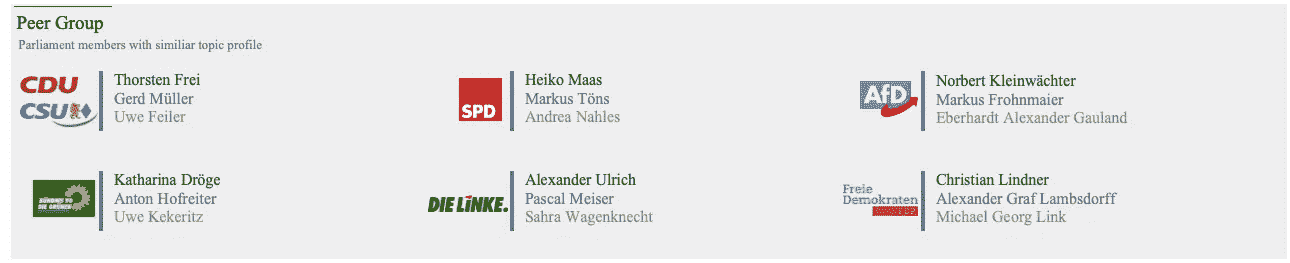 Peer Group
Parliament members with similiar topic profile
CDU
CSU
Thorsten Frei
Gerd Müller
Uwe Feiler
SPD
Heiko Maas
Markus Töns
Andrea Nahles
AfD
Norbert Kleinwächter
Markus Frohnmaier
Eberhardt Alexander Gauland
BÜNDNIS 90
DIE GRÜNEN
Katharina Dröge
Anton Hofreiter
Uwe Kekeritz
DIE LINKE.
Alexander Ulrich
Pascal Meiser
Sahra Wagenknecht
Freie
Demokraten
Christian Lindner
Alexander Graf Lambsdorff
Michael Georg Link